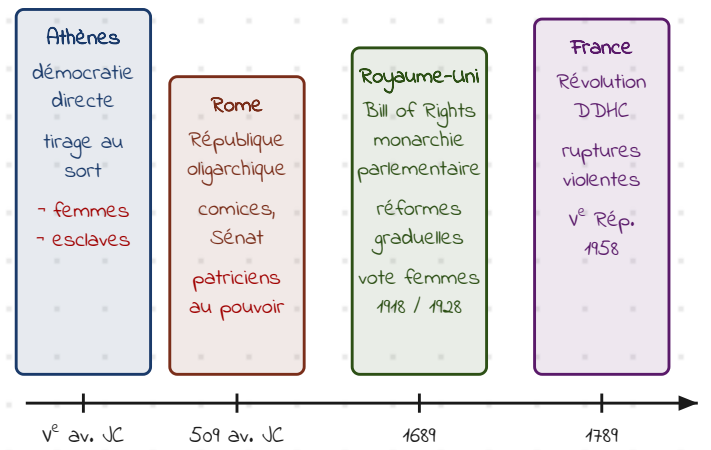 Athènes
démocratie
directe
tirage au
sort
¬ femmes
¬ esclaves
Rome
République
oligarchique
comices,
Sénat
patriciens
au pouvoir
Royaume-Uni
Bill of Rights
monarchie
parlementaire
réformes
graduelles
vote femmes
1918 / 1928
France
Révolution
DDHC
ruptures
violentes
Vᵉ Rép.
1958
Vᵉ av. JC
509 av. JC
1689
1789